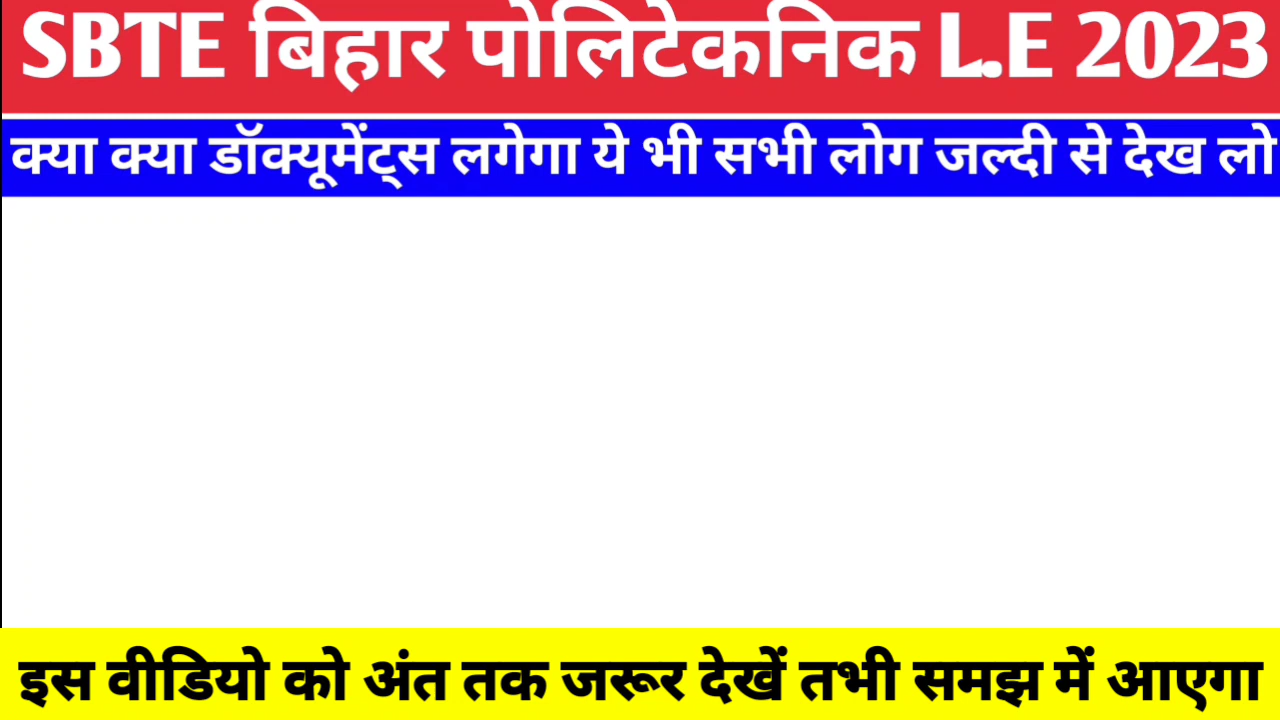 SBTE बिहार पोलिटेकनिक L.E 2023
क्या क्या डॉक्यूमेंट्स लगेगा ये भी सभी लोग जल्दी से देख लो
इस वीडियो को अंत तक जरूर देखें तभी समझ में आएगा